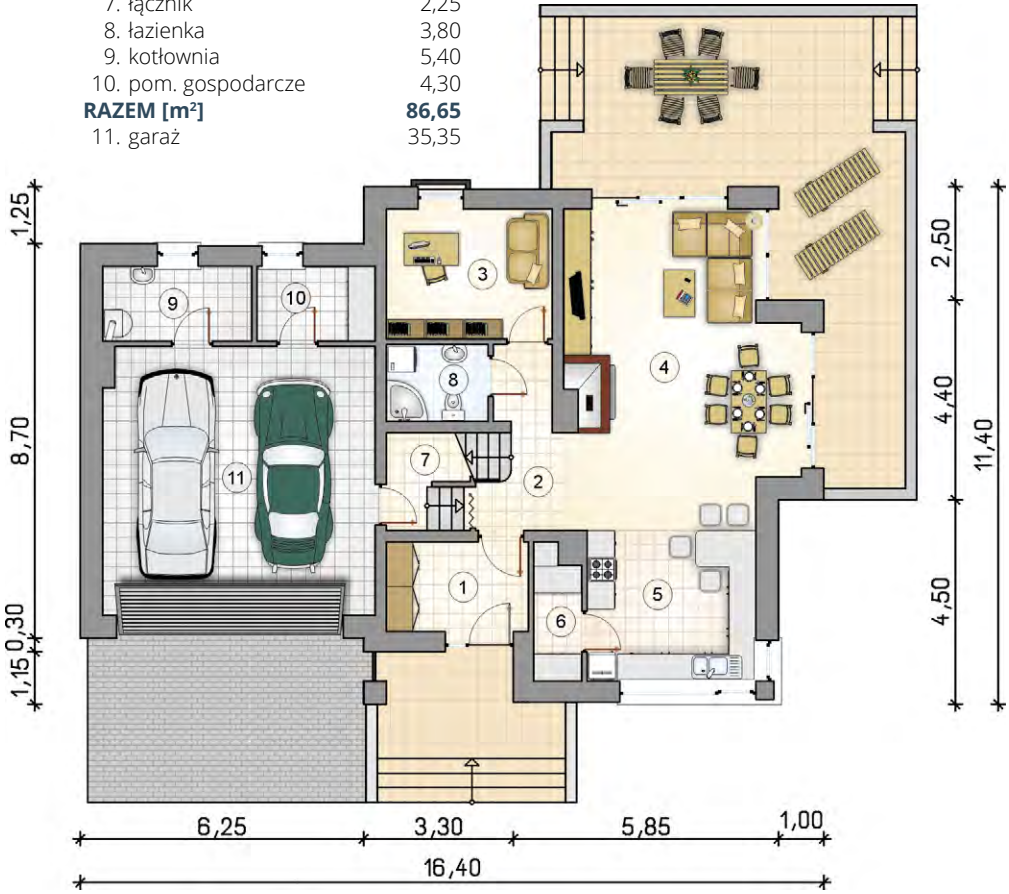 7. łącznik 2,25
8. łazienka 3,80
9. kotłownia 5,40
10. pom. gospodarcze 4,30
RAZEM [m²] 86,65
11. garaż 35,35
1,25
8,70
0,30
1,15
2,50
4,40
4,50
11,40
3
4
9
10
8
7
2
11
1
5
6
6,25 3,30 5,85 1,00
16,40